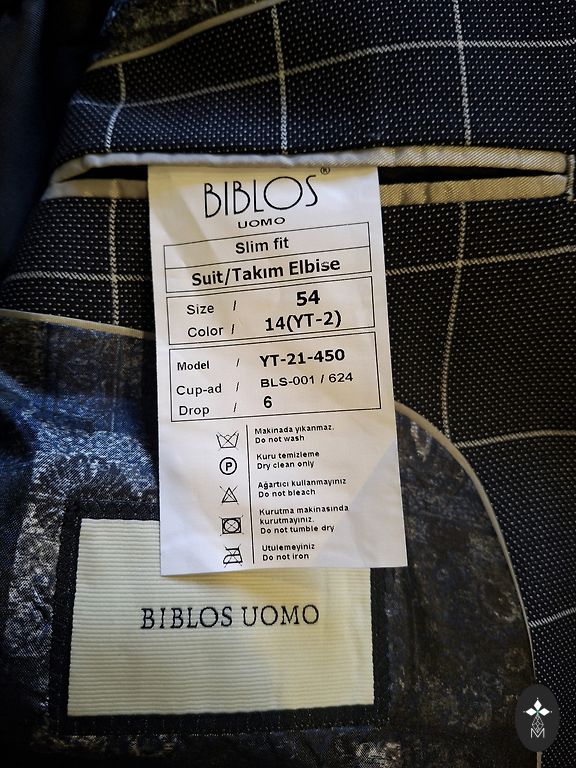 BIBLOS®
UOMO
Slim fit
Suit/Takım Elbise
Size / 54
Color / 14(YT-2)
Model / YT-21-450
Cup-ad / BLS-001 / 624
Drop / 6
Makinada yıkanmaz.
Do not wash
P
Kuru temizleme
Dry clean only
Ağartıcı kullanmayınız
Do not bleach
Kurutma makinasında
kurutmayınız.
Do not tumble dry
Utulemeyiniz
Do not iron
BIBLOS UOMO
M